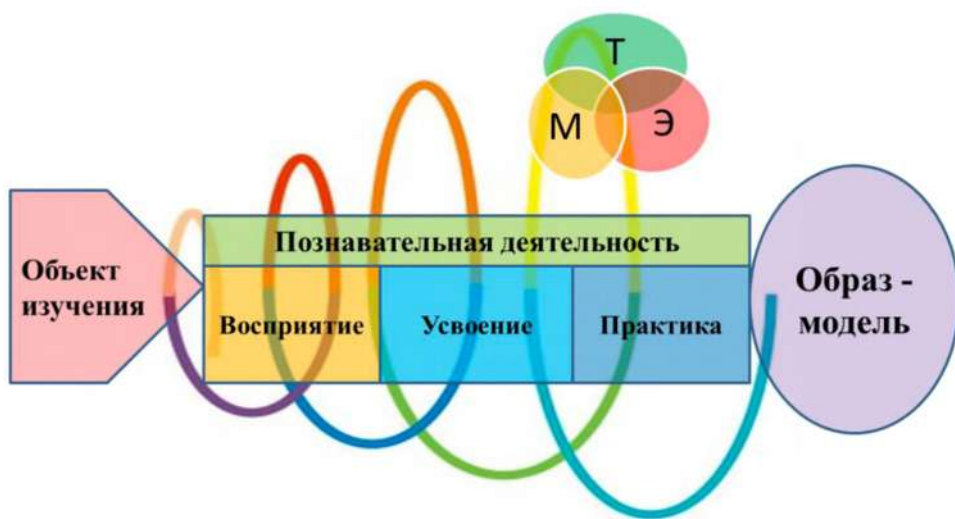 Т
М
Э
Познавательная деятельность
Объект
изучения
Восприятие
Усвоение
Практика
Образ -
модель